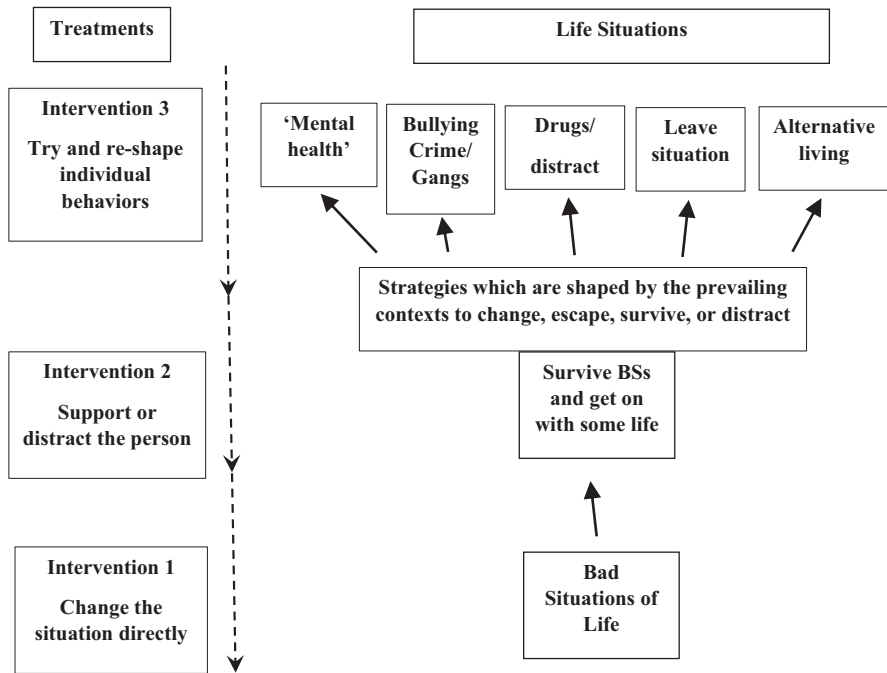 Treatments
Life Situations
Intervention 3
Try and re-shape
individual
behaviors
‘Mental
health’
Bullying
Crime/
Gangs
Drugs/
distract
Leave
situation
Alternative
living
Strategies which are shaped by the prevailing
contexts to change, escape, survive, or distract
Intervention 2
Support or
distract the person
Survive BSs
and get on
with some life
Intervention 1
Change the
situation directly
Bad
Situations of
Life